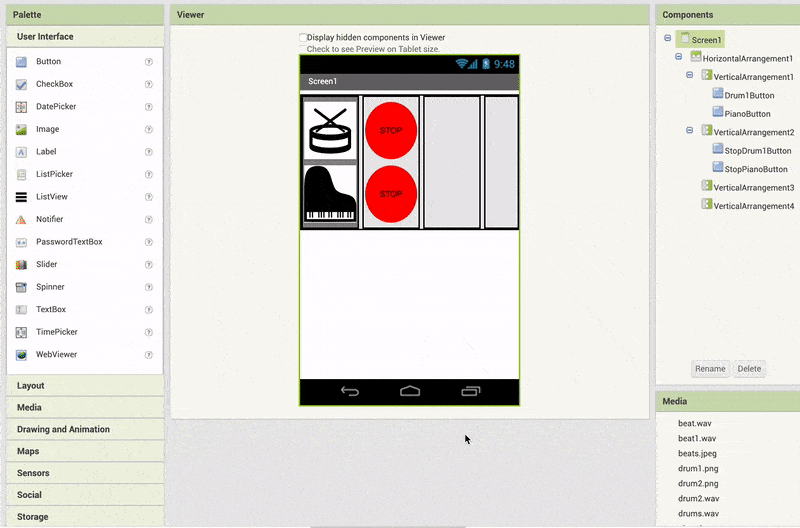 Palette
User Interface
Button ?
CheckBox ?
DatePicker ?
Image ?
Label ?
ListPicker ?
ListView ?
Notifier ?
PasswordTextBox ?
Slider ?
Spinner ?
TextBox ?
TimePicker ?
WebViewer ?
Layout
Media
Drawing and Animation
Maps
Sensors
Social
Storage
Viewer
Display hidden components in Viewer
Check to see Preview on Tablet size.
9:48
Screen1
STOP
STOP
Components
Screen1
HorizontalArrangement1
VerticalArrangement1
Drum1Button
PianoButton
VerticalArrangement2
StopDrum1Button
StopPianoButton
VerticalArrangement3
VerticalArrangement4
Rename Delete
Media
beat.wav
beat1.wav
beats.jpeg
drum1.png
drum2.png
drum2.wav
drums.wav